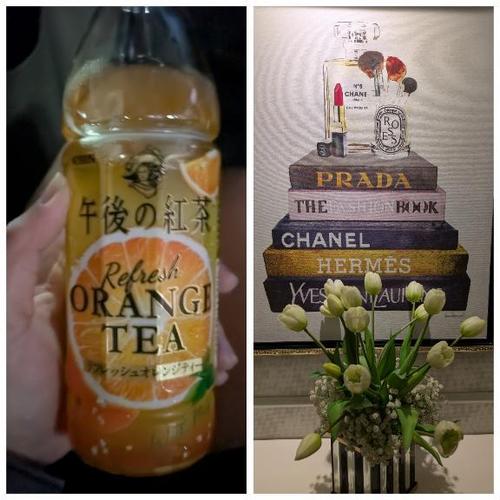 KIRIN
午後の紅茶
Refresh
ORANGE
TEA
リフレッシュオレンジティー
N°5
CHANEL
ROSES
PRADA
THE FASHION BOOK
CHANEL
HERMÈS
YVES SAINT LAURENT